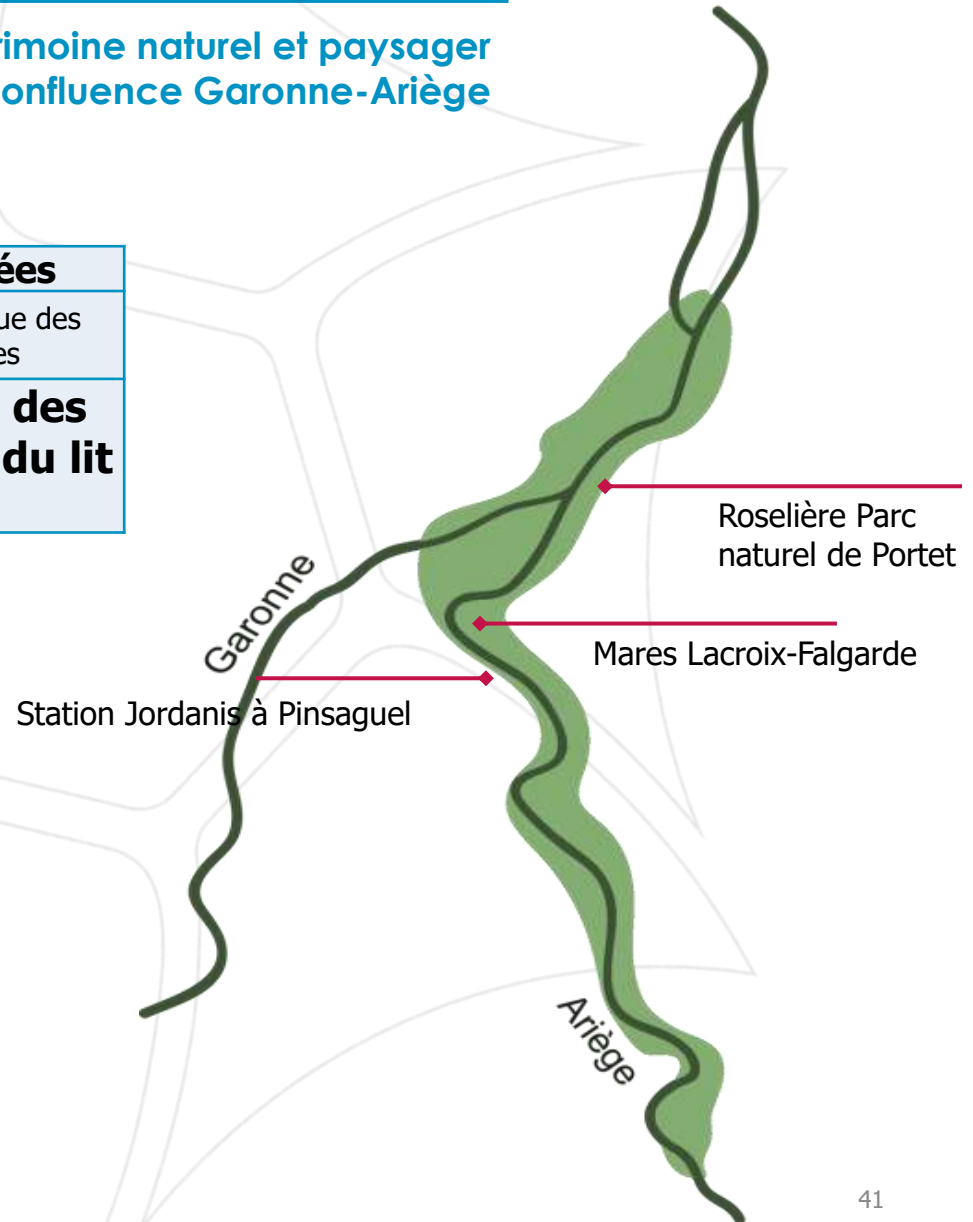 rimoine naturel et paysager
onfluence Garonne-Ariège
ées
ue des
es
des
du lit
Roselière Parc
naturel de Portet
Garonne
Mares Lacroix-Falgarde
Station Jordanis à Pinsaguel
Ariège
41